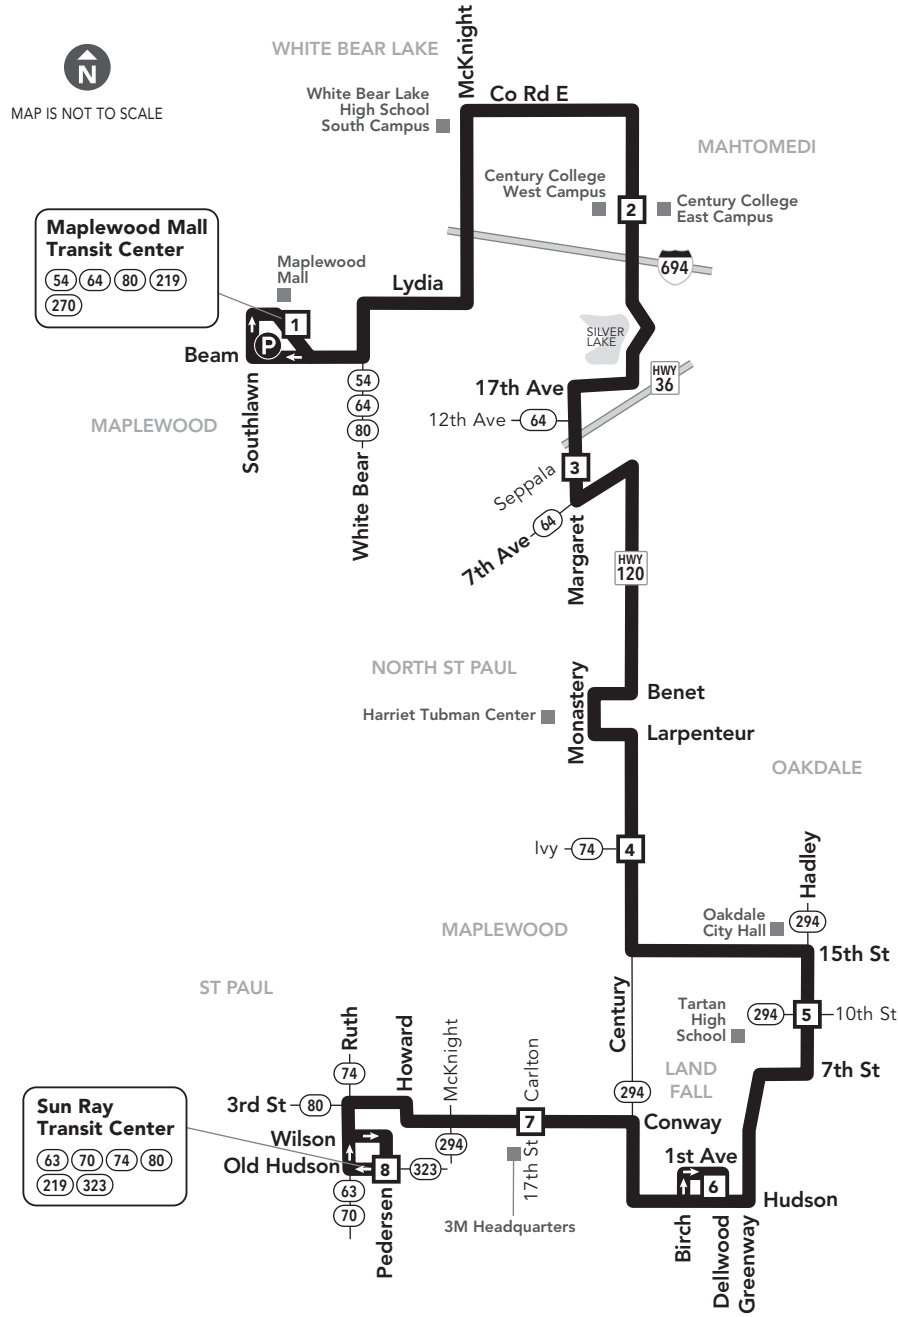 McKnight
WHITE BEAR LAKE
N
MAP IS NOT TO SCALE
White Bear Lake
High School
South Campus
Co Rd E
MAHTOMEDI
Century College
West Campus
2
Century College
East Campus
694
Maplewood Mall
Transit Center
54 64 80 219
270
Maplewood
Mall
Lydia
1
P
Beam
Southlawn
54
64
80
White Bear
MAPLEWOOD
SILVER
LAKE
HWY
36
17th Ave
12th Ave
64
3
Seppala
64
7th Ave
Margaret
HWY
120
NORTH ST PAUL
Monastery
Benet
Harriet Tubman Center
Larpenteur
OAKDALE
Ivy
74
4
Hadley
294
Oakdale
City Hall
MAPLEWOOD
15th St
ST PAUL
Century
Tartan
High
School
294
5
10th St
LAND
FALL
7th St
294
Ruth
74
Howard
McKnight
Carlton
3rd St
80
7
Conway
Sun Ray
Transit Center
63 70 74 80
219 323
Wilson
Old Hudson
8
323
294
17th St
63
70
Pedersen
3M Headquarters
1st Ave
6
Hudson
Birch
Dellwood
Greenway